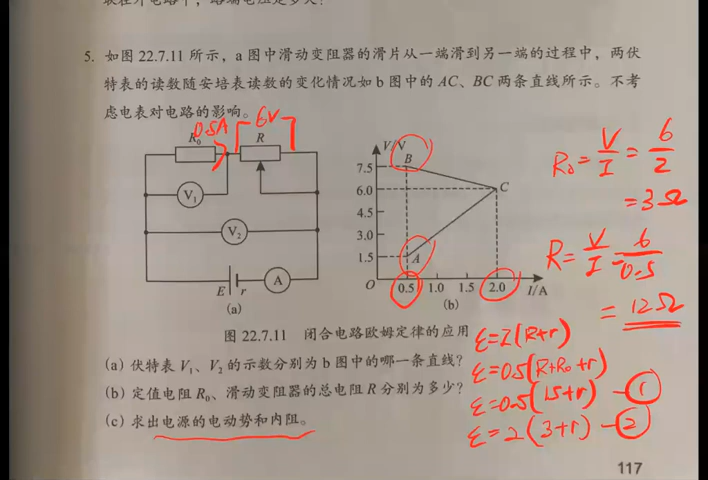 5. 如图 22.7.11 所示，a 图中滑动变阻器的滑片从一端滑到另一端的过程中，两伏
特表的读数随安培表读数的变化情况如 b 图中的 AC、BC 两条直线所示。不考
虑电表对电路的影响。
0.5A
6V
R₀
R
V₁
V₂
E r
A
(a)
V/V
7.5
6.0
4.5
3.0
1.5
B
C
A
O
0.5 1.0 1.5 2.0 I/A
(b)
R₀ = V/I = 6/2
= 3Ω
R = V/I = 6/0.5
= 12Ω
图 22.7.11 闭合电路欧姆定律的应用
(a) 伏特表 V₁、V₂ 的示数分别为 b 图中的哪一条直线？
(b) 定值电阻 R₀、滑动变阻器的总电阻 R 分别为多少？
(c) 求出电源的电动势和内阻。
ε=I(R+r)
ε=0.5(R+R₀+r)
ε=0.5(15+r) —①
ε=2(3+r) —②
117